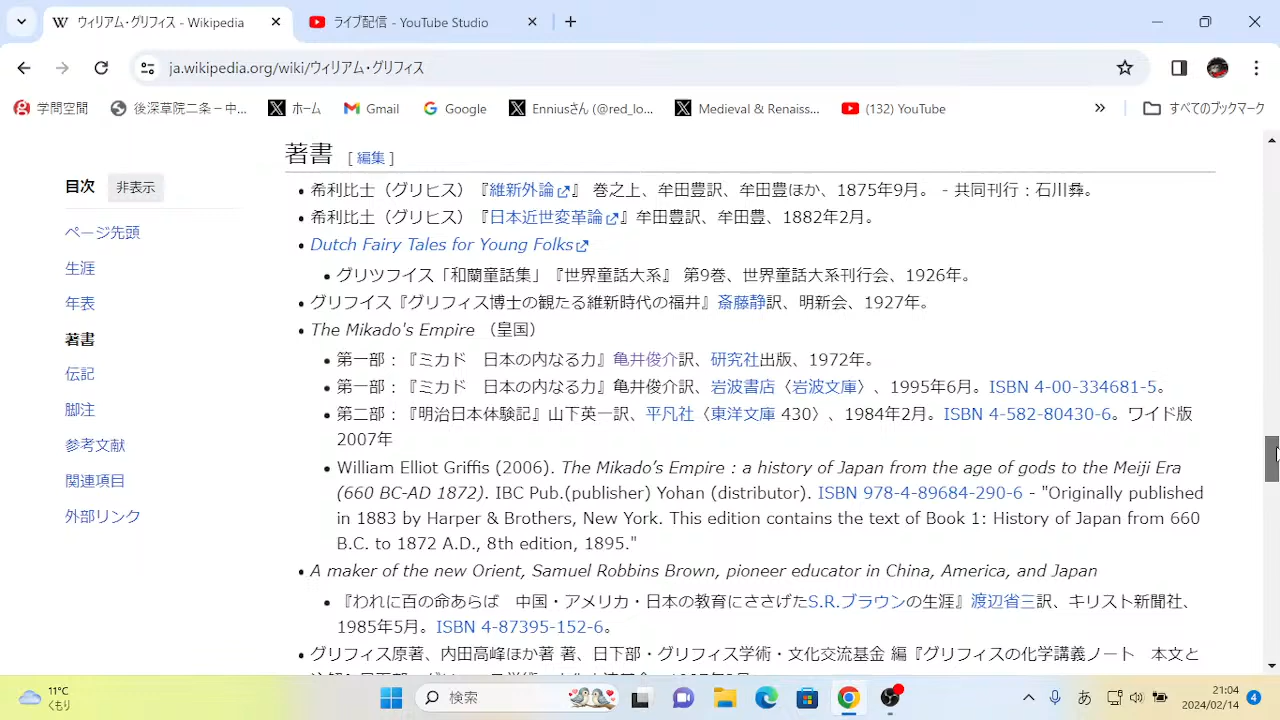 ウィリアム・グリフィス - Wikipedia
ライブ配信 - YouTube Studio
ja.wikipedia.org/wiki/ウィリアム・グリフィス
学問空間
後深草院二条 − 中...
ホーム
Gmail
Google
Enniusさん (@red_lo...
Medieval & Renaiss...
(132) YouTube
すべてのブックマーク
目次 非表示
ページ先頭
生涯
年表
著書
伝記
脚注
参考文献
関連項目
外部リンク
著書 [ 編集 ]
希利比士（グリヒス）『維新外論』 巻之上、牟田豊訳、牟田豊ほか、1875年9月。 - 共同刊行：石川彝。
希利比士（グリヒス）『日本近世変革論』牟田豊訳、牟田豊、1882年2月。
Dutch Fairy Tales for Young Folks
グリツフイス「和蘭童話集」『世界童話大系』 第9巻、世界童話大系刊行会、1926年。
グリフイス『グリフィス博士の観たる維新時代の福井』斎藤静訳、明新会、1927年。
The Mikado's Empire （皇国）
第一部：『ミカド　日本の内なる力』亀井俊介訳、研究社出版、1972年。
第一部：『ミカド　日本の内なる力』亀井俊介訳、岩波書店〈岩波文庫〉、1995年6月。ISBN 4-00-334681-5。
第二部：『明治日本体験記』山下英一訳、平凡社〈東洋文庫 430〉、1984年2月。ISBN 4-582-80430-6。ワイド版
2007年
William Elliot Griffis (2006). The Mikado's Empire : a history of Japan from the age of gods to the Meiji Era
(660 BC-AD 1872). IBC Pub.(publisher) Yohan (distributor). ISBN 978-4-89684-290-6 - "Originally published
in 1883 by Harper & Brothers, New York. This edition contains the text of Book 1: History of Japan from 660
B.C. to 1872 A.D., 8th edition, 1895."
A maker of the new Orient, Samuel Robbins Brown, pioneer educator in China, America, and Japan
『われに百の命あらば　中国・アメリカ・日本の教育にささげたS.R.ブラウンの生涯』渡辺省三訳、キリスト新聞社、
1985年5月。ISBN 4-87395-152-6。
グリフィス原著、内田高峰ほか著 著、日下部・グリフィス学術・文化交流基金 編『グリフィスの化学講義ノート　本文と
11°C
くもり
検索
あ
21:04
2024/02/14
4